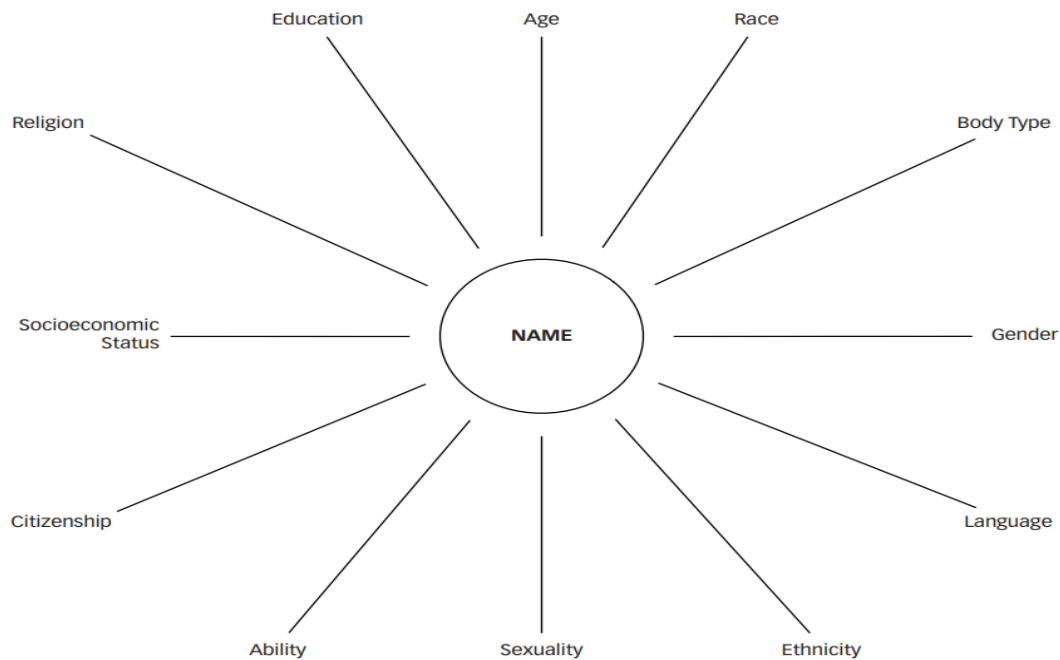 Education
Age
Race
Religion
Body Type
Socioeconomic
Status
NAME
Gender
Citizenship
Language
Ability
Sexuality
Ethnicity